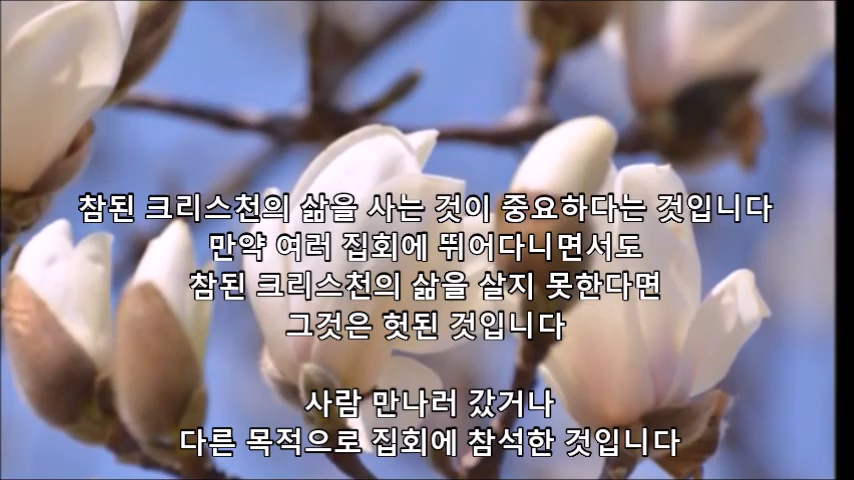 참된 크리스천의 삶을 사는 것이 중요하다는 것입니다
만약 여러 집회에 뛰어다니면서도
참된 크리스천의 삶을 살지 못한다면
그것은 헛된 것입니다
사람 만나러 갔거나
다른 목적으로 집회에 참석한 것입니다